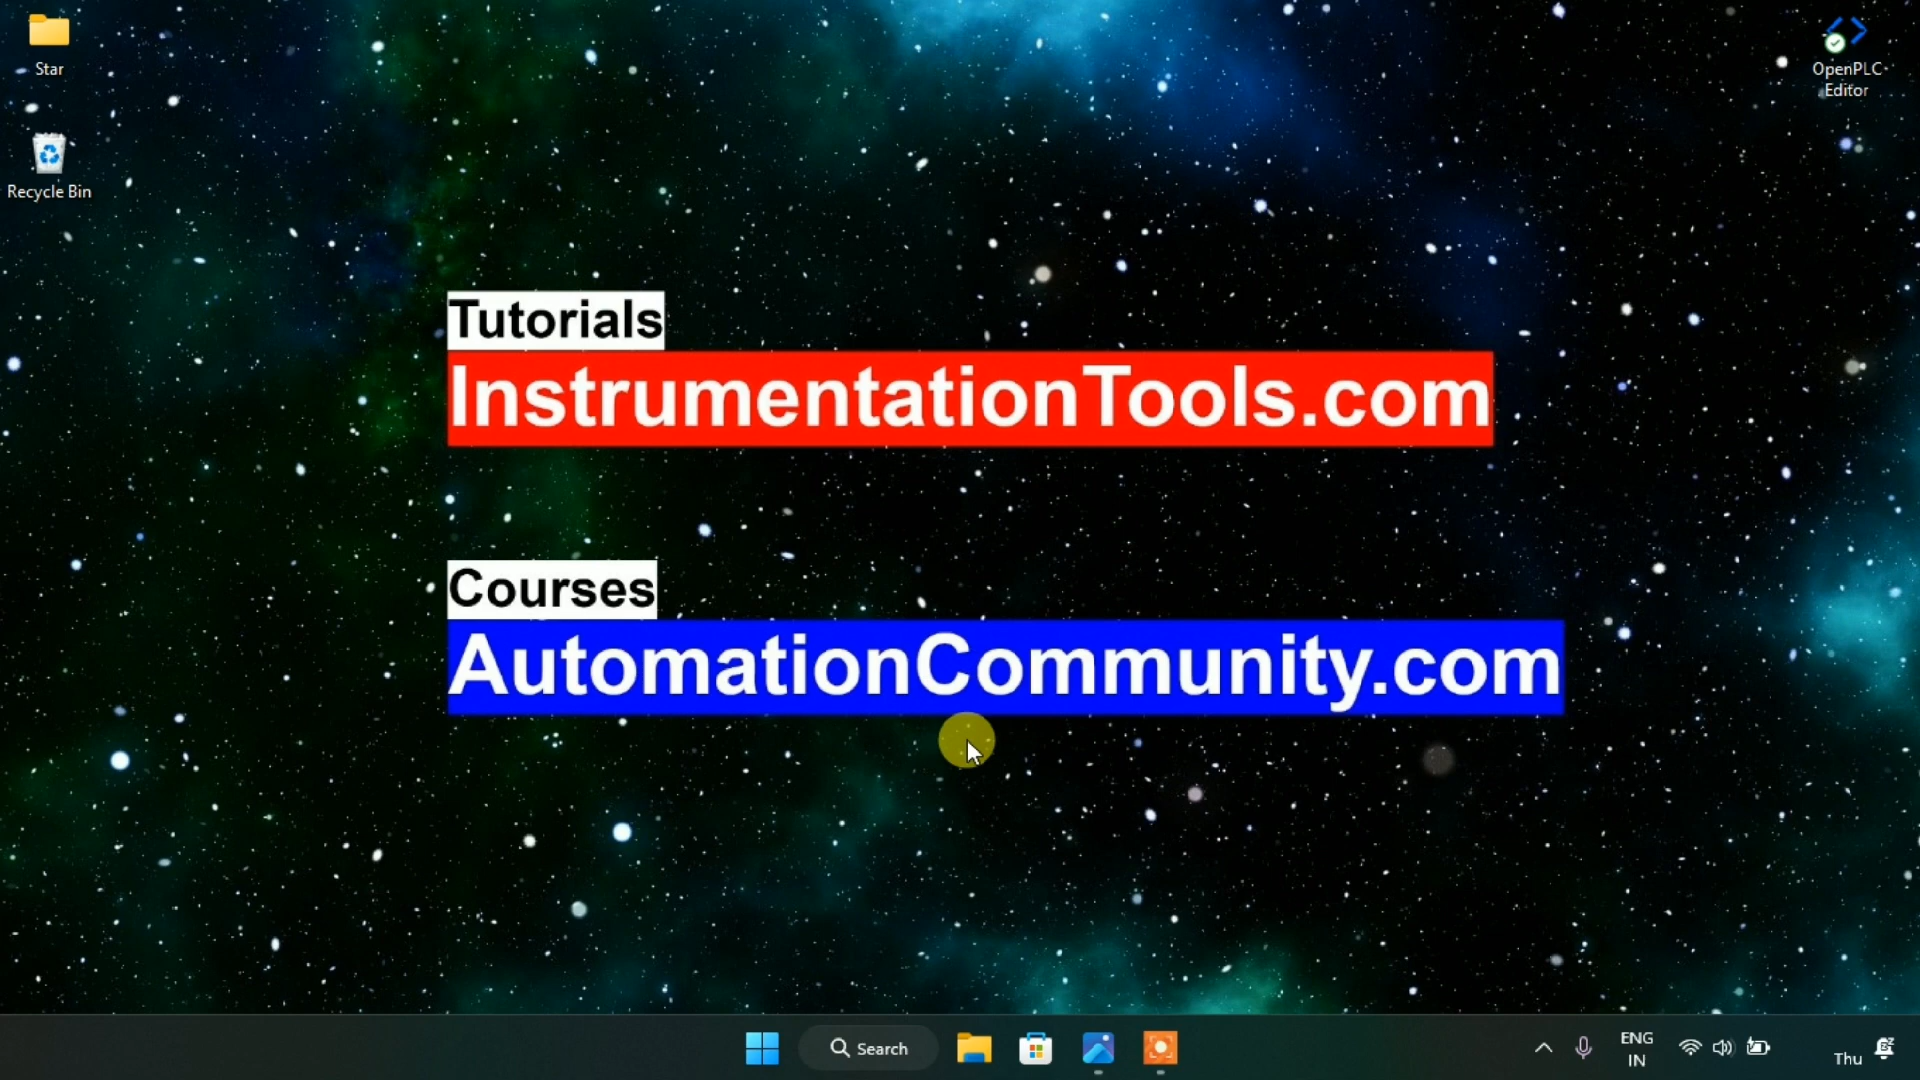 Star
OpenPLC
Editor
Recycle Bin
Tutorials
InstrumentationTools.com
Courses
AutomationCommunity.com
Search
ENG
IN
Thu